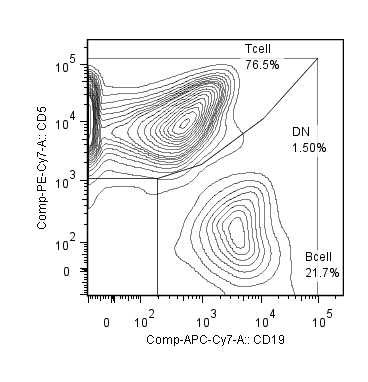 Tcell
76.5%
DN
1.50%
Bcell
21.7%
Comp-PE-Cy7-A:: CD5
10^5
10^4
10^3
10^2
0
0 10^2 10^3 10^4 10^5
Comp-APC-Cy7-A:: CD19